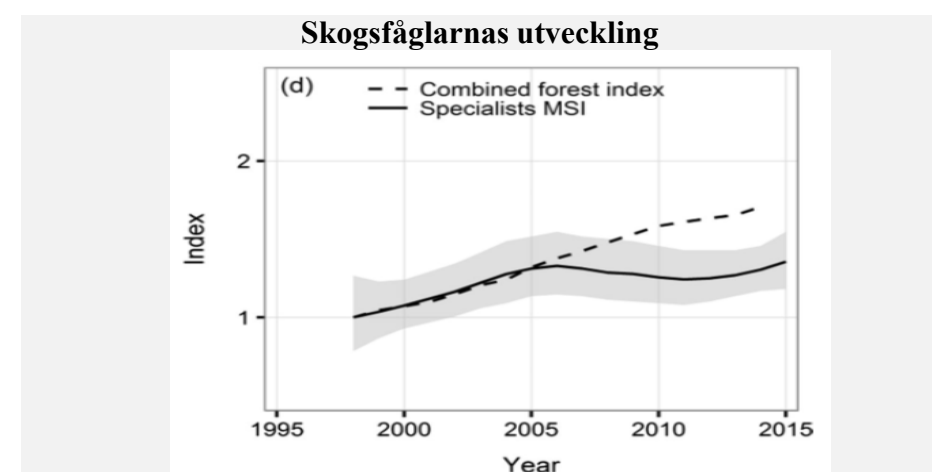 Skogsfåglarnas utveckling
(d)
Combined forest index
Specialists MSI
Index
2
1
1995 2000 2005 2010 2015
Year